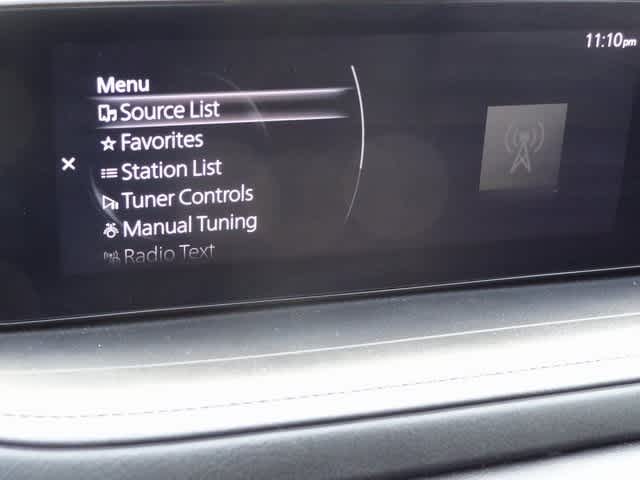 11:10pm
Menu
Source List
Favorites
Station List
Tuner Controls
Manual Tuning
Radio Text